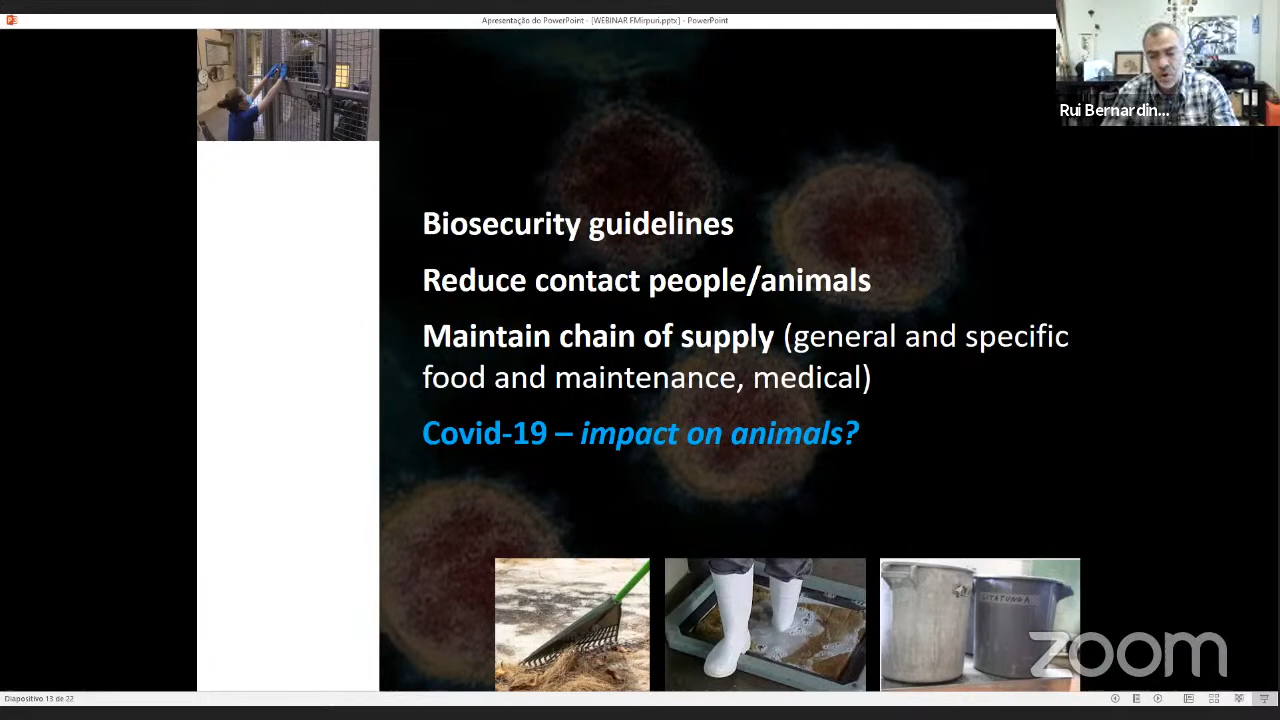 Apresentação do PowerPoint - [WEBINAR FMirpuri.pptx] - PowerPoint
Rui Bernardin...
Biosecurity guidelines
Reduce contact people/animals
Maintain chain of supply (general and specific
food and maintenance, medical)
Covid-19 – impact on animals?
SITATUNGA
zoom
Diapositivo 13 de 22